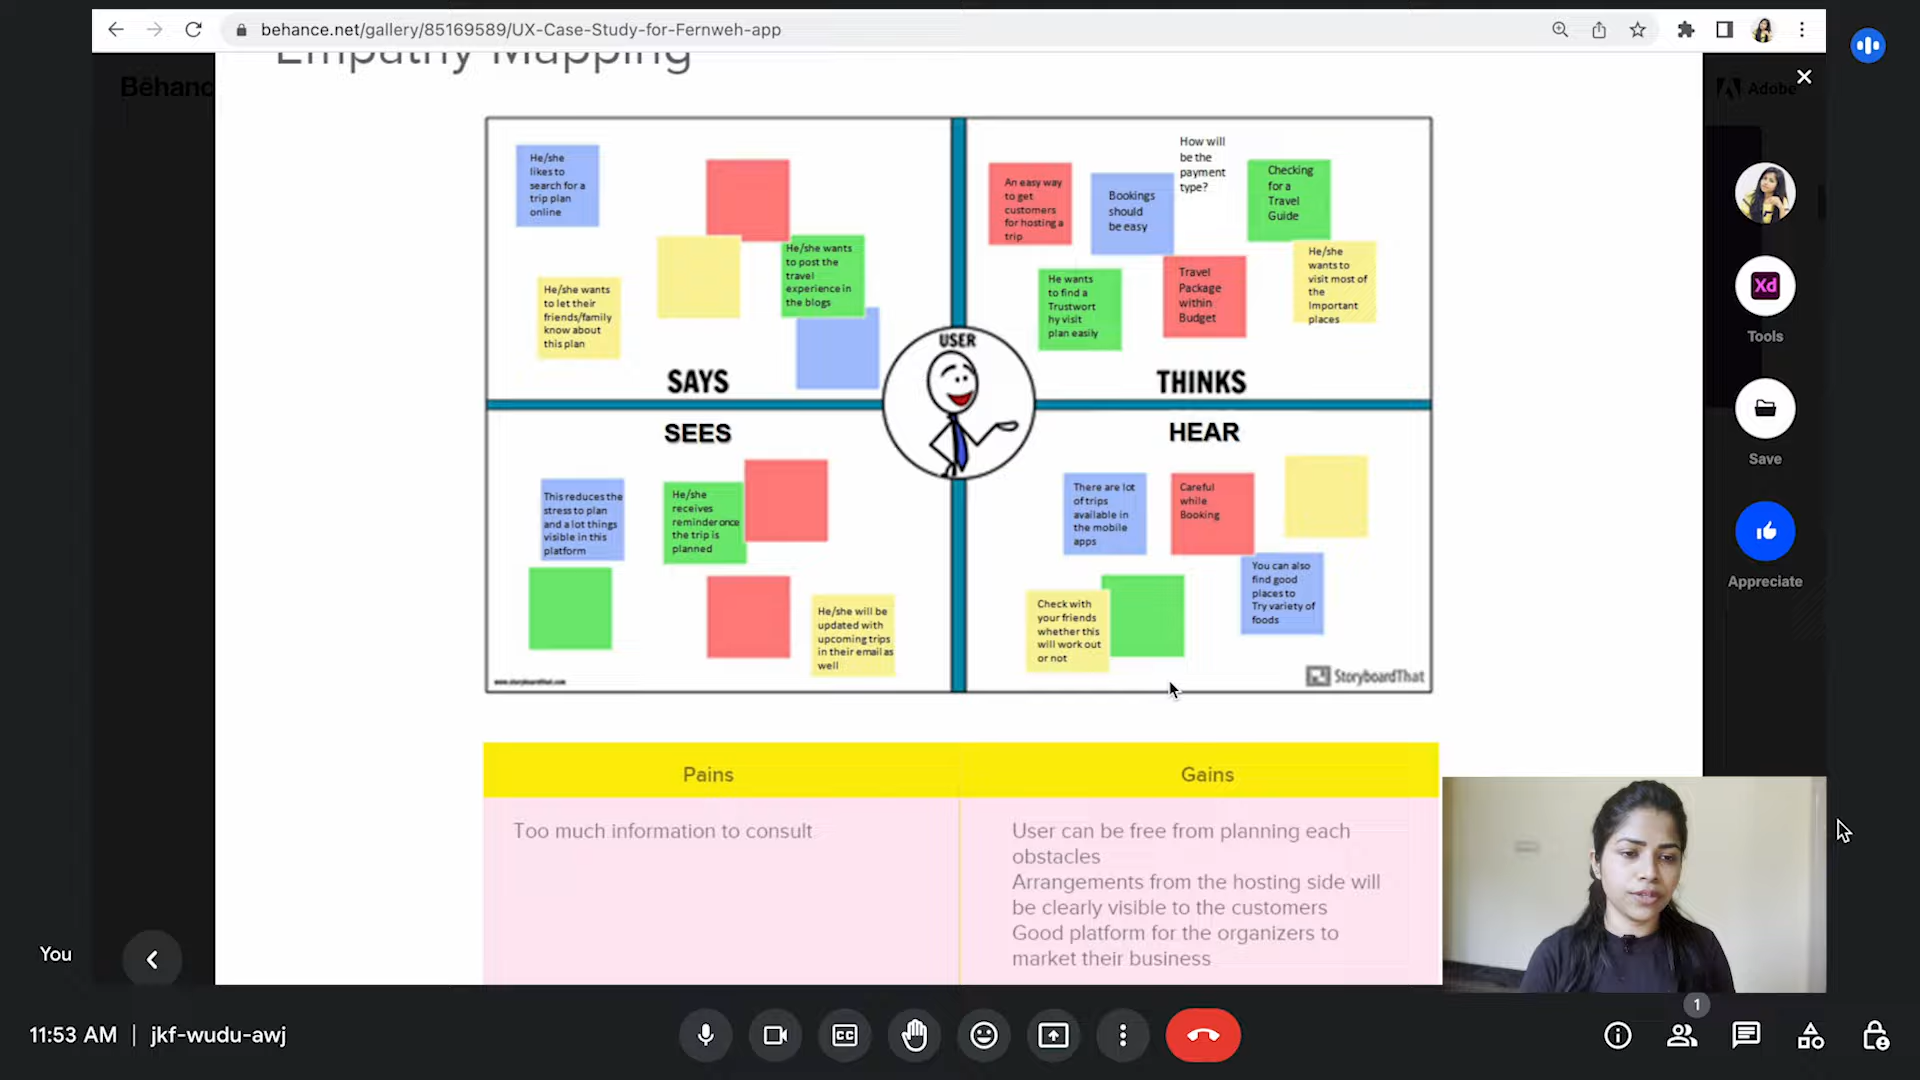 behance.net/gallery/85169589/UX-Case-Study-for-Fernweh-app
Empathy Mapping
Behanc
Adobe
He/she
likes to
search for a
trip plan
online
He/she wants
to let their
friends/family
know about
this plan
He/she wants
to post the
travel
experience in
the blogs
SAYS
An easy way
to get
customers
for hosting a
trip
Bookings
should
be easy
How will
be the
payment
type?
Checking
for a
Travel
Guide
He wants
to find a
Trustwort
hy visit
plan easily
Travel
Package
within
Budget
He/she
wants to
visit most of
the
Important
places
THINKS
USER
SEES
This reduces the
stress to plan
and a lot things
visible in this
platform
He/she
receives
reminder once
the trip is
planned
He/she will be
updated with
upcoming trips
in their email as
well
www.storyboardthat.com
HEAR
There are lot
of trips
available in
the mobile
apps
Careful
while
Booking
You can also
find good
places to
Try variety of
foods
Check with
your friends
whether this
will work out
or not
StoryboardThat
Pains
Gains
Too much information to consult
User can be free from planning each
obstacles
Arrangements from the hosting side will
be clearly visible to the customers
Good platform for the organizers to
market their business
Xd
Tools
Save
Appreciate
You
11:53 AM | jkf-wudu-awj
CC
1